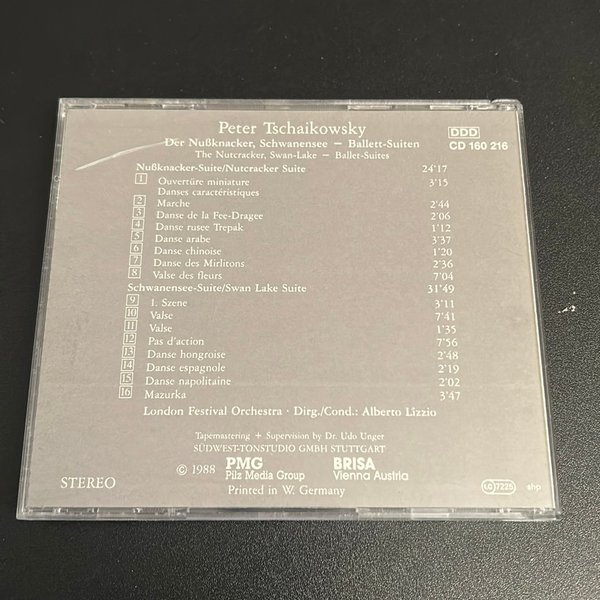 Peter Tschaikowsky
DDD
Der Nußknacker, Schwanensee – Ballett-Suiten
CD 160 216
The Nutcracker, Swan-Lake – Ballet-Suites
Nußknacker-Suite/Nutcracker Suite 24'17
1 Ouvertüre miniature 3'15
Danses caractéristiques
2 Marche 2'44
3 Danse de la Fee-Dragee 2'06
4 Danse rusee Trepak 1'12
5 Danse arabe 3'37
6 Danse chinoise 1'20
7 Danse des Mirlitons 2'36
8 Valse des fleurs 7'04
Schwanensee-Suite/Swan Lake Suite 31'49
9 1. Szene 3'11
10 Valse 7'41
11 Valse 1'35
12 Pas d'action 7'56
13 Danse hongroise 2'48
14 Danse espagnole 2'19
15 Danse napolitaine 2'02
16 Mazurka 3'47
London Festival Orchestra · Dirg./Cond.: Alberto Lizzio
Tapemastering + Supervision by Dr. Udo Unger
SÜDWEST-TONSTUDIO GMBH STUTTGART
© 1988 PMG BRISA
Pilz Media Group Vienna Austria
STEREO Printed in W. Germany LC 7225 shp